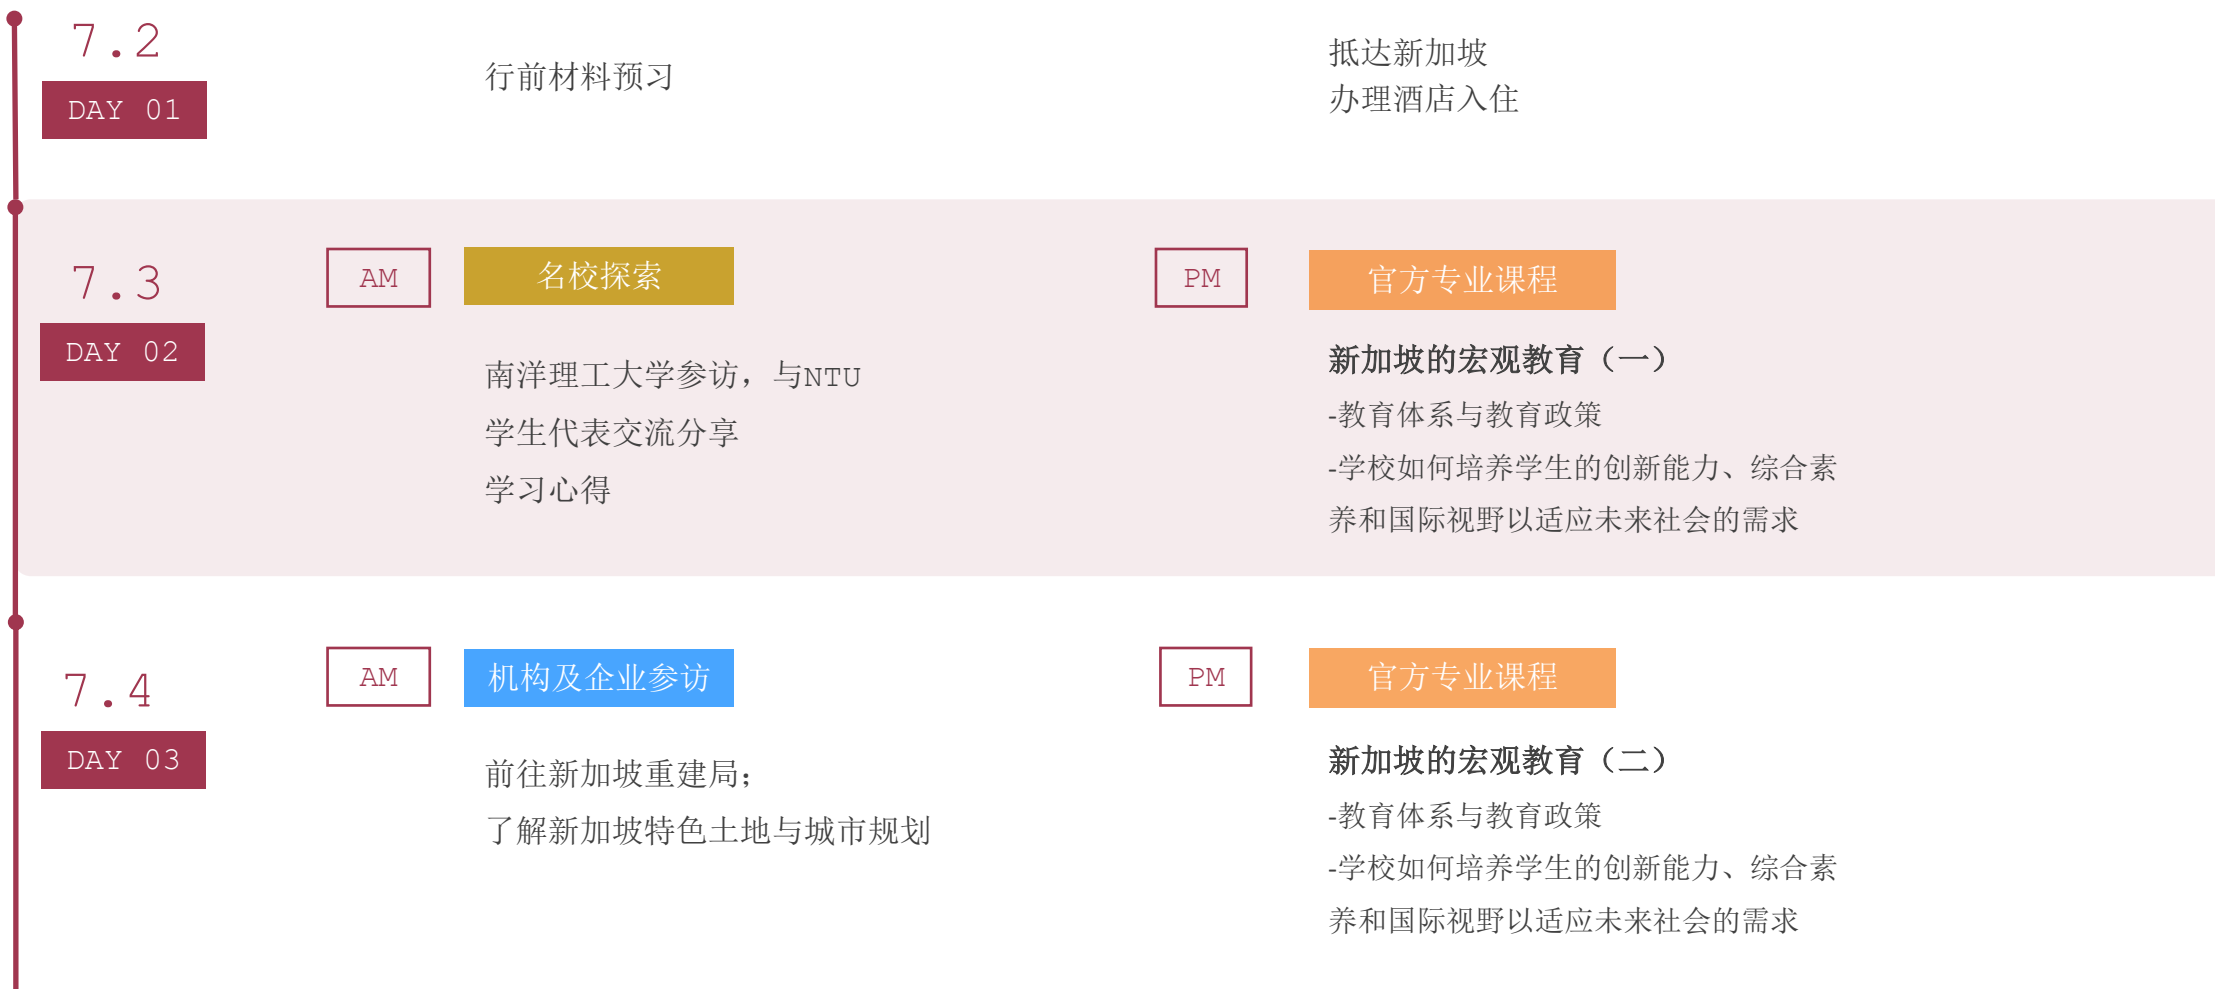 7.2
DAY 01
行前材料预习
抵达新加坡
办理酒店入住
7.3
DAY 02
AM
名校探索
南洋理工大学参访，与NTU
学生代表交流分享
学习心得
PM
官方专业课程
新加坡的宏观教育（一）
-教育体系与教育政策
-学校如何培养学生的创新能力、综合素
养和国际视野以适应未来社会的需求
7.4
DAY 03
AM
机构及企业参访
前往新加坡重建局；
了解新加坡特色土地与城市规划
PM
官方专业课程
新加坡的宏观教育（二）
-教育体系与教育政策
-学校如何培养学生的创新能力、综合素
养和国际视野以适应未来社会的需求